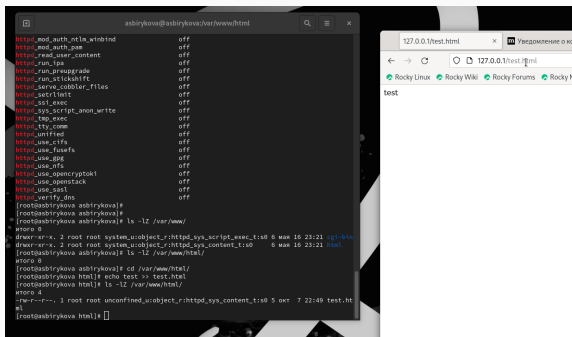 asbirykova@asbirykova:/var/www/html
httpd_mod_auth_ntlm_winbind off
httpd_mod_auth_pam off
httpd_read_user_content off
httpd_run_ipa off
httpd_run_preupgrade off
httpd_run_stickshift off
httpd_serve_cobbler_files off
httpd_setrlimit off
httpd_ssi_exec off
httpd_sys_script_anon_write off
httpd_tmp_exec off
httpd_tty_comm off
httpd_unified off
httpd_use_cifs off
httpd_use_fusefs off
httpd_use_gpg off
httpd_use_nfs off
httpd_use_opencryptoki off
httpd_use_openstack off
httpd_use_sasl off
httpd_verify_dns off
[root@asbirykova asbirykova]#
[root@asbirykova asbirykova]#
[root@asbirykova asbirykova]# ls -lZ /var/www/
итого 0
drwxr-xr-x. 2 root root system_u:object_r:httpd_sys_script_exec_t:s0 6 мая 16 23:21 cgi-bin
drwxr-xr-x. 2 root root system_u:object_r:httpd_sys_content_t:s0 6 мая 16 23:21 html
[root@asbirykova asbirykova]# ls -lZ /var/www/html/
итого 0
[root@asbirykova asbirykova]# cd /var/www/html/
[root@asbirykova html]# echo test >> test.html
[root@asbirykova html]# ls -lZ /var/www/html/
итого 4
-rw-r--r--. 1 root root unconfined_u:object_r:httpd_sys_content_t:s0 5 окт 7 22:49 test.ht
ml
[root@asbirykova html]#
127.0.0.1/test.html × Уведомление о ко
127.0.0.1/test.html
Rocky Linux Rocky Wiki Rocky Forums Rocky M
test